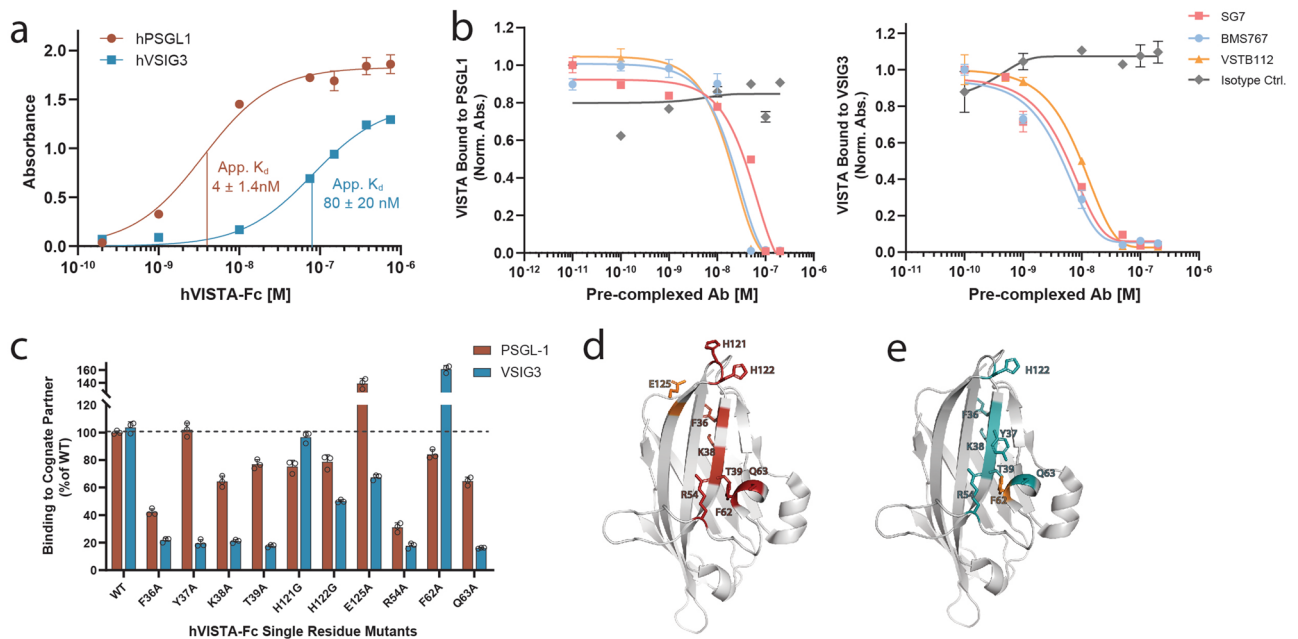 a
hPSGL1
hVSIG3
Absorbance
2.0
1.5
1.0
0.5
0.0
App. Kd
4 ± 1.4nM
App. Kd
80 ± 20 nM
10-10
10-9
10-8
10-7
10-6
hVISTA-Fc [M]
b
VISTA Bound to PSGL1
(Norm. Abs.)
1.2
1.0
0.8
0.6
0.4
0.2
0.0
10-12
10-11
10-10
10-9
10-8
10-7
10-6
Pre-complexed Ab [M]
VISTA Bound to VSIG3
(Norm. Abs.)
1.2
1.0
0.8
0.6
0.4
0.2
0.0
10-11
10-10
10-9
10-8
10-7
10-6
Pre-complexed Ab [M]
SG7
BMS767
VSTB112
Isotype Ctrl.
c
PSGL-1
VSIG3
Binding to Cognate Partner
(%of WT)
160
140
120
100
80
60
40
20
0
WT
F36A
Y37A
K38A
T39A
H121G
H122G
E125A
R54A
F62A
Q63A
hVISTA-Fc Single Residue Mutants
d
H121
H122
E125
F36
K38
T39
Q63
R54
F62
e
H122
F36
Y37
K38
T39
Q63
R54
F62